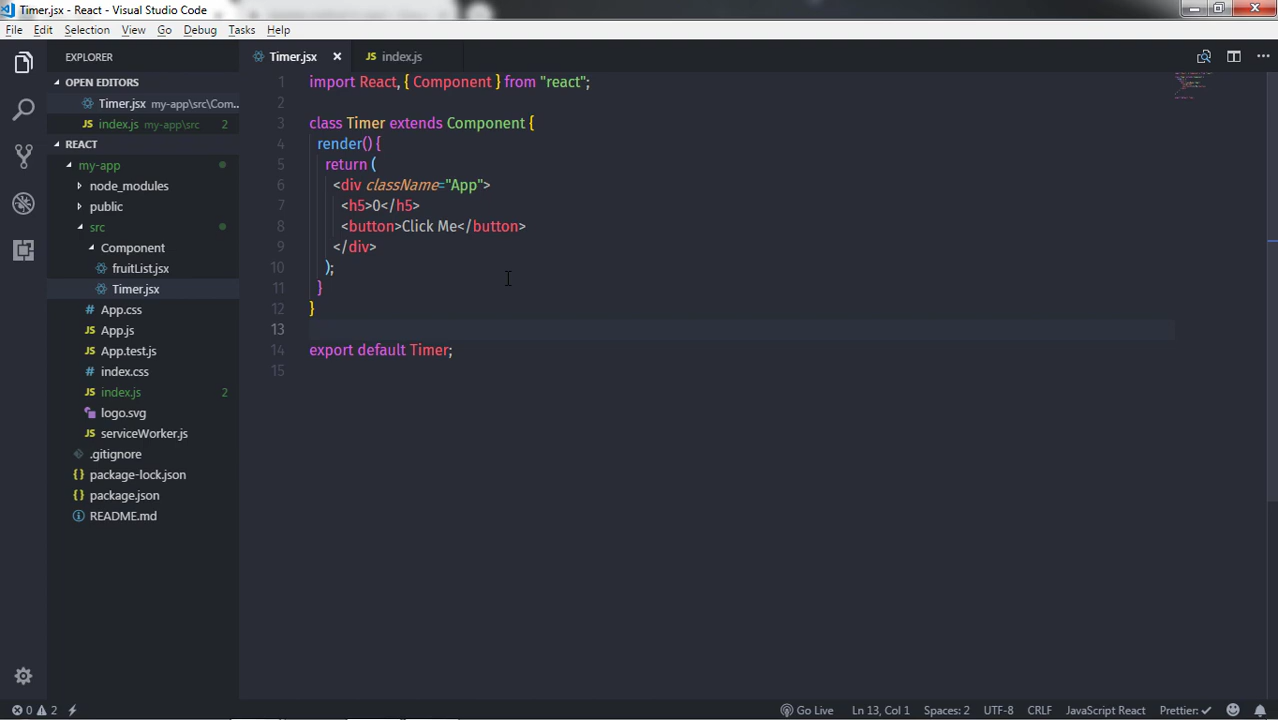 Timer.jsx - React - Visual Studio Code
File Edit Selection View Go Debug Tasks Help
EXPLORER
OPEN EDITORS
Timer.jsx my-app\src\Com...
index.js my-app\src 2
REACT
my-app
node_modules
public
src
Component
fruitList.jsx
Timer.jsx
App.css
App.js
App.test.js
index.css
index.js 2
logo.svg
serviceWorker.js
.gitignore
package-lock.json
package.json
README.md
Timer.jsx index.js
1 import React, { Component } from "react";
2
3 class Timer extends Component {
4 render() {
5 return (
6 <div className="App">
7 <h5>0</h5>
8 <button>Click Me</button>
9 </div>
10 );
11 }
12 }
13
14 export default Timer;
15
0 2 Go Live Ln 13, Col 1 Spaces: 2 UTF-8 CRLF JavaScript React Prettier: